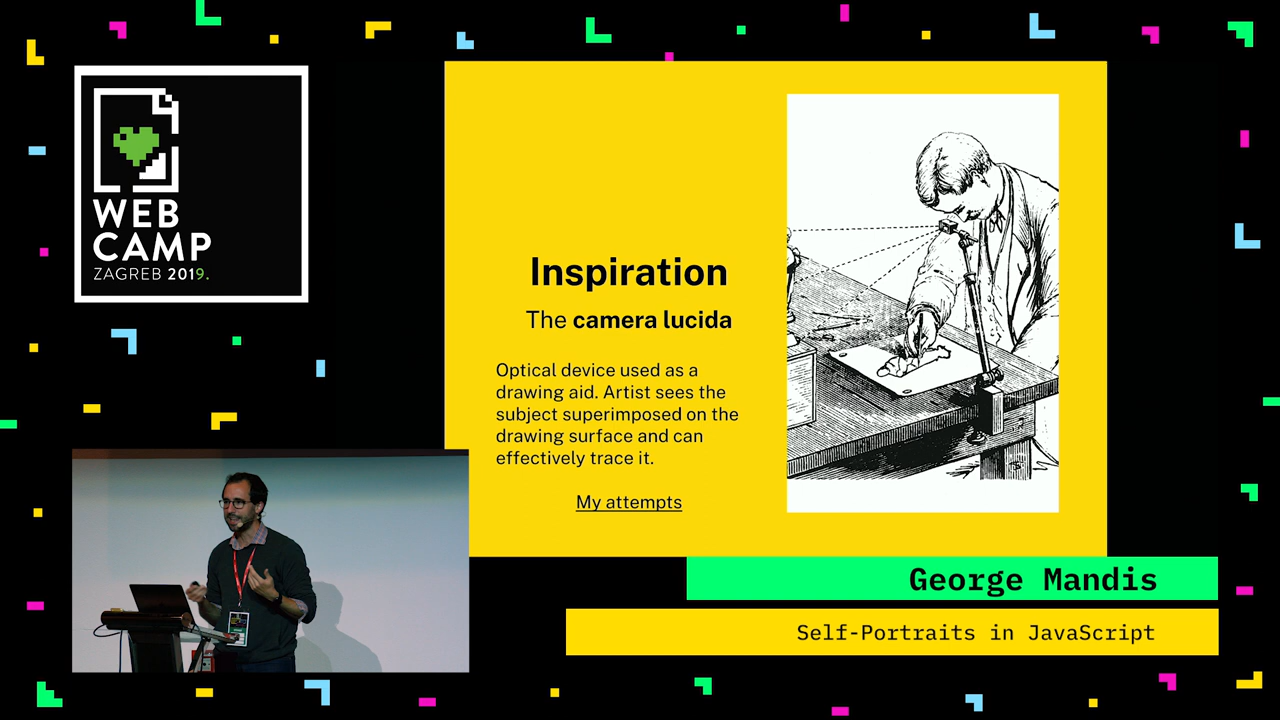 WEB
CAMP
ZAGREB 2019.
Inspiration
The camera lucida
Optical device used as a
drawing aid. Artist sees the
subject superimposed on the
drawing surface and can
effectively trace it.
My attempts
George Mandis
Self-Portraits in JavaScript